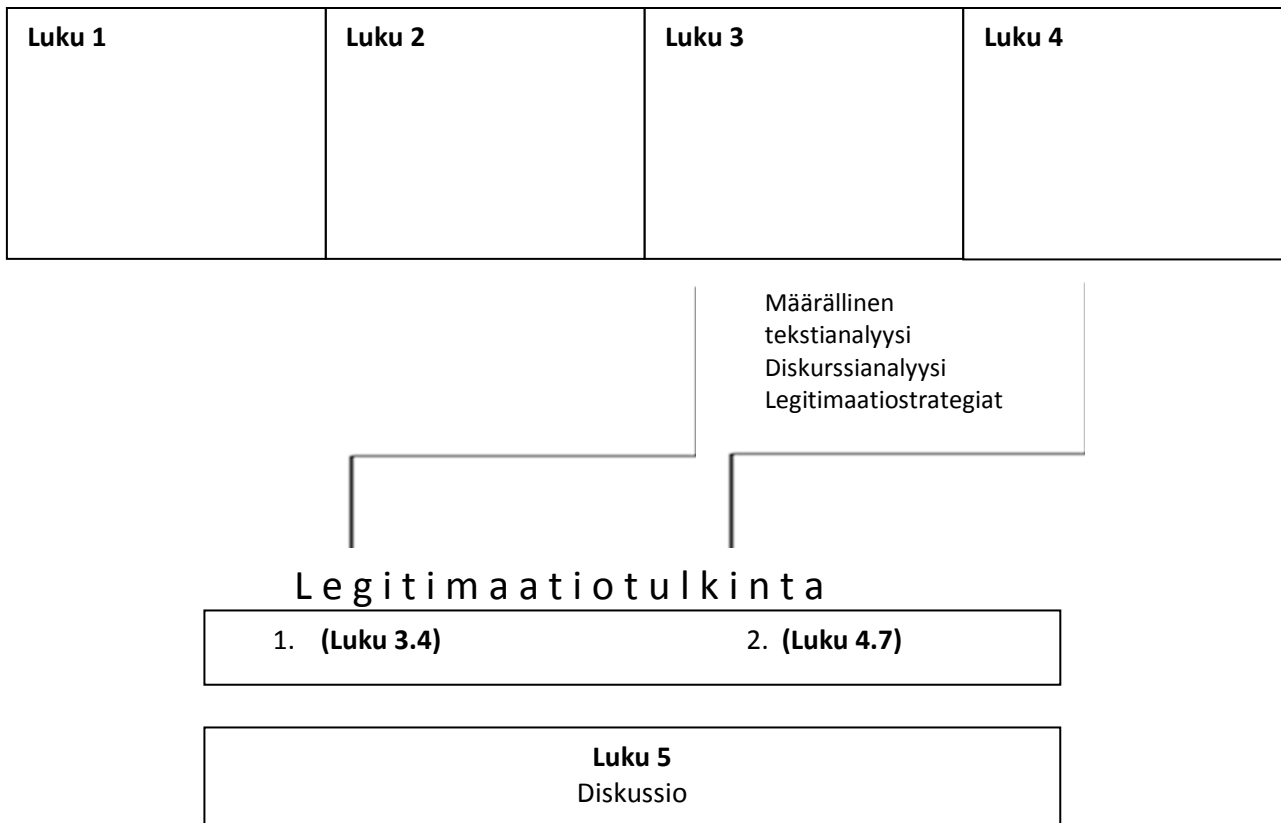 Luku 1
Luku 2
Luku 3
Luku 4
Määrällinen
tekstianalyysi
Diskurssianalyysi
Legitimaatiostrategiat
Legitimaatiotulkinta
1. (Luku 3.4)
2. (Luku 4.7)
Luku 5
Diskussio